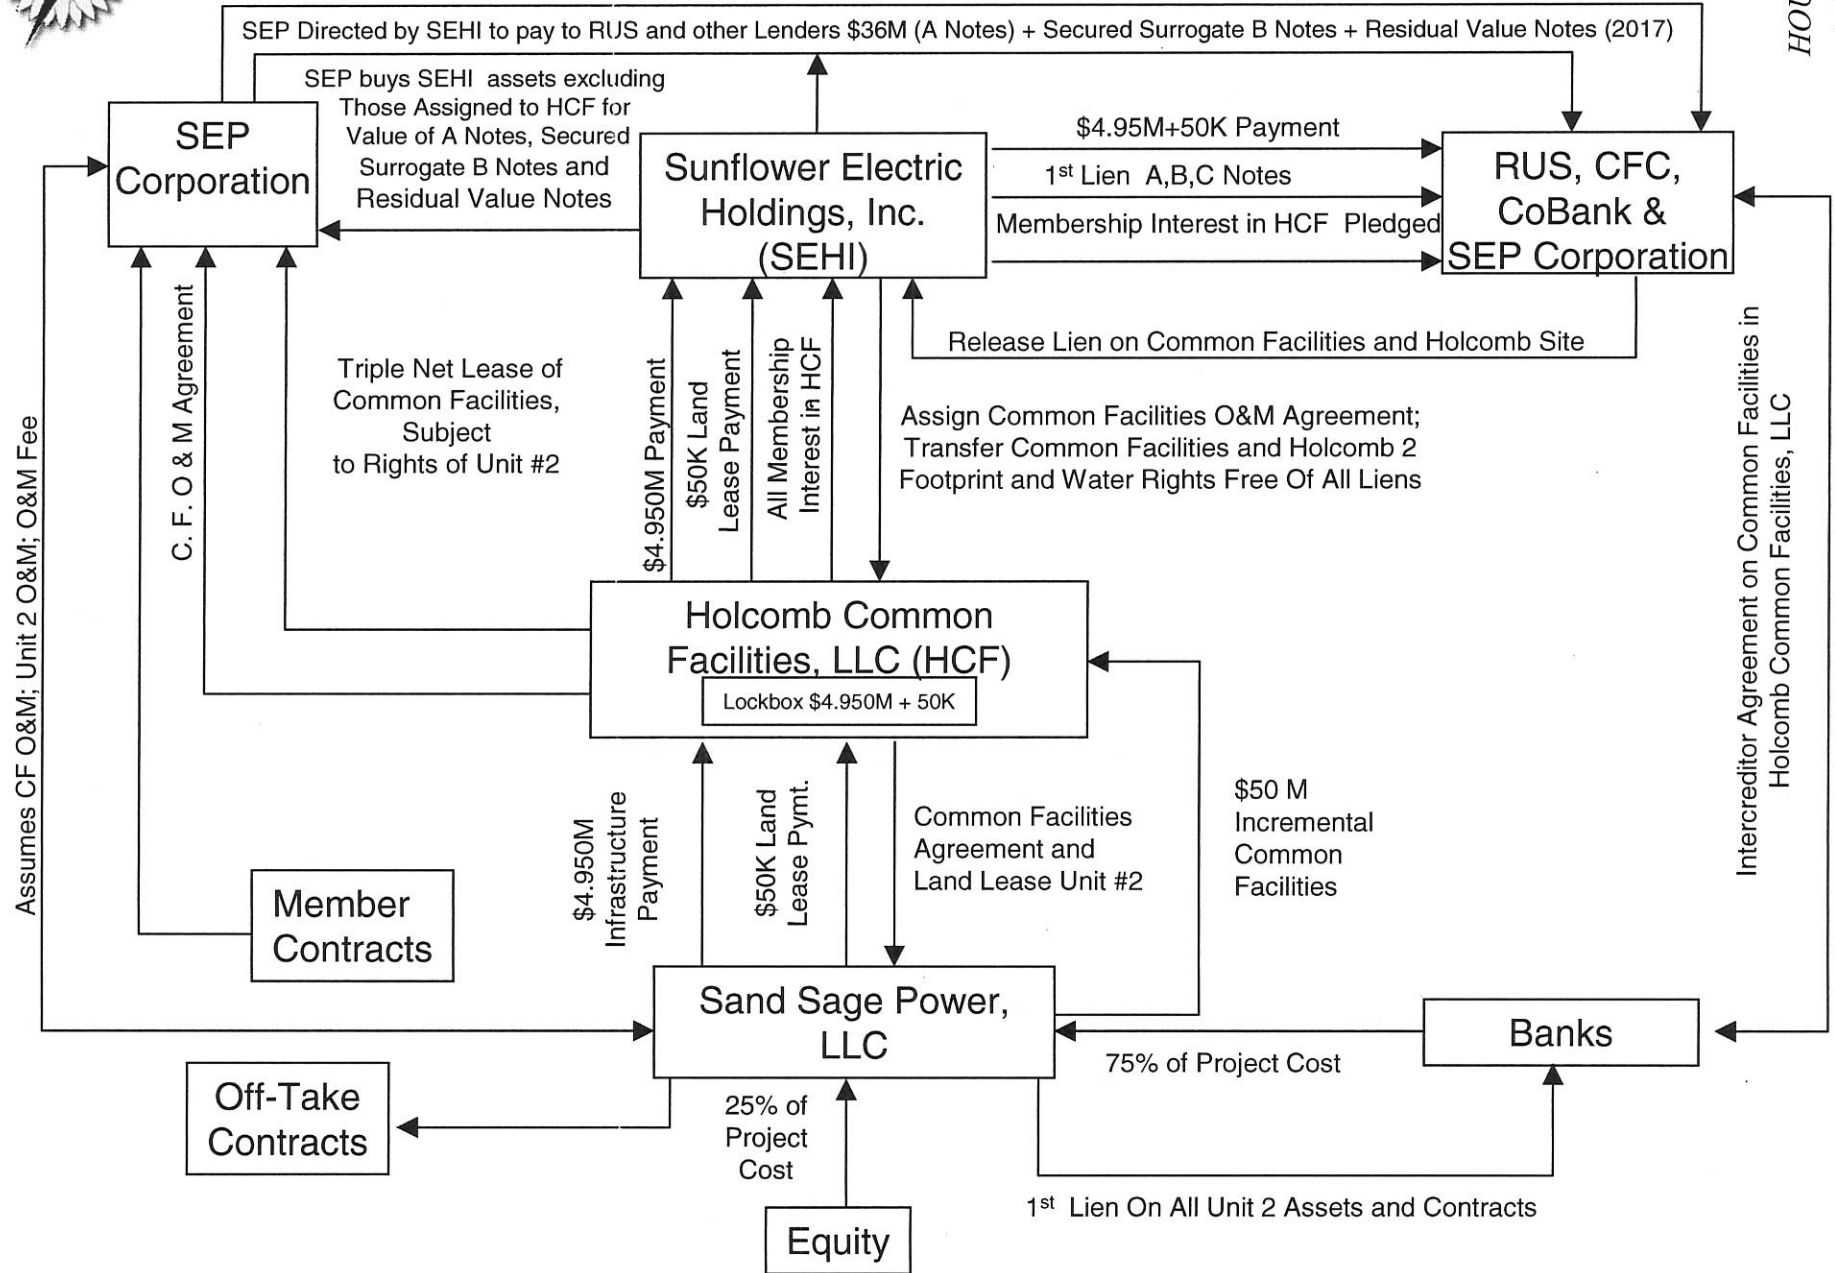 HOU
SEP Directed by SEHI to pay to RUS and other Lenders $36M (A Notes) + Secured Surrogate B Notes + Residual Value Notes (2017)
SEP buys SEHI assets excluding
Those Assigned to HCF for
Value of A Notes, Secured
Surrogate B Notes and
Residual Value Notes
SEP
Corporation
Sunflower Electric
Holdings, Inc.
(SEHI)
$4.95M+50K Payment
1st Lien A,B,C Notes
Membership Interest in HCF Pledged
RUS, CFC,
CoBank &
SEP Corporation
Release Lien on Common Facilities and Holcomb Site
Assumes CF O&M; Unit 2 O&M; O&M Fee
C. F. O & M Agreement
Triple Net Lease of
Common Facilities,
Subject
to Rights of Unit #2
$4.950M Payment
$50K Land
Lease Payment
All Membership
Interest in HCF
Assign Common Facilities O&M Agreement;
Transfer Common Facilities and Holcomb 2
Footprint and Water Rights Free Of All Liens
Intercreditor Agreement on Common Facilities in
Holcomb Common Facilities, LLC
Holcomb Common
Facilities, LLC (HCF)
Lockbox $4.950M + 50K
$4.950M
Infrastructure
Payment
$50K Land
Lease Pymt.
Common Facilities
Agreement and
Land Lease Unit #2
$50 M
Incremental
Common
Facilities
Member
Contracts
Sand Sage Power,
LLC
Banks
75% of Project Cost
Off-Take
Contracts
25% of
Project
Cost
1st Lien On All Unit 2 Assets and Contracts
Equity